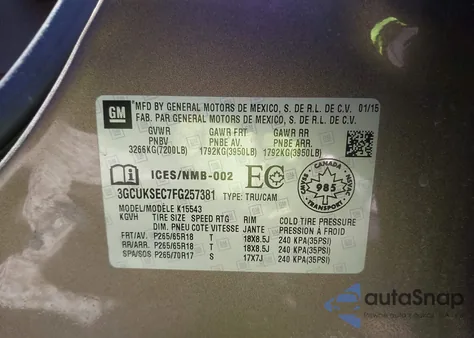 GM
MFD BY GENERAL MOTORS DE MEXICO, S. DE R.L. DE C.V. 01/15
FAB. PAR GENERAL MOTORS DE MEXICO, S. DE R.L. DE C.V.
GVWR GAWR FRT GAWR RR
PNBV PNBE AV. PNBE ARR.
3266KG(7200LB) 1792KG(3950LB) 1792KG(3950LB)
ICES/NMB-002 EC CANADA 985
3GCUKSEC7FG257381 TYPE: TRU/CAM
MODEL/MODELE K15543
KGVH TIRE SIZE SPEED RTG RIM COLD TIRE PRESSURE
DIM. PNEU COTE VITESSE JANTE PRESSION À FROID
FRT/AV. P265/65R18 T 18X8.5J 240 KPA(35PSI)
RR/ARR. P265/65R18 T 18X8.5J 240 KPA(35PSI)
SPA/SDS P265/70R17 S 17X7J 240 KPA(35PSI)
autoSnap